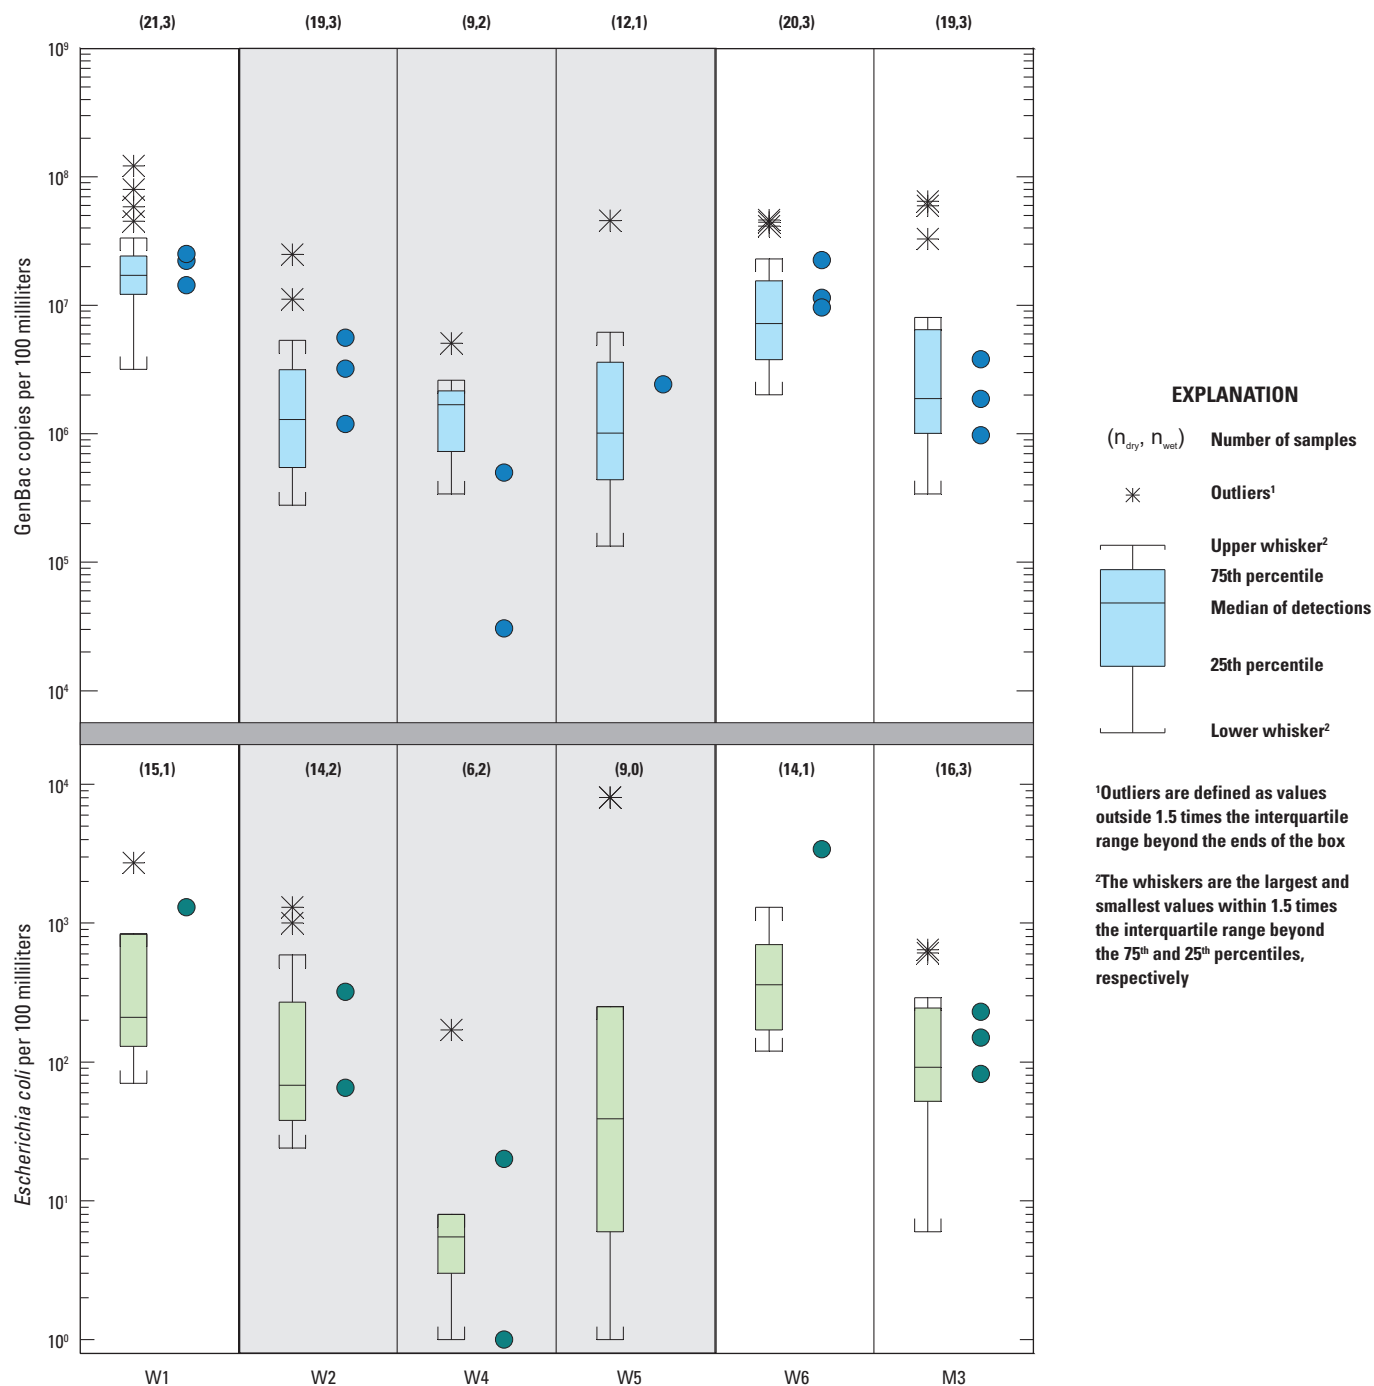 (21,3) (19,3) (9,2) (12,1) (20,3) (19,3)
10⁹
10⁸
10⁷
10⁶
10⁵
10⁴
GenBac copies per 100 milliliters
(15,1) (14,2) (6,2) (9,0) (14,1) (16,3)
10⁴
10³
10²
10¹
10⁰
Escherichia coli per 100 milliliters
W1 W2 W4 W5 W6 M3
EXPLANATION
(n_dry, n_wet) Number of samples
Outliers¹
Upper whisker²
75th percentile
Median of detections
25th percentile
Lower whisker²
¹Outliers are defined as values
outside 1.5 times the interquartile
range beyond the ends of the box
²The whiskers are the largest and
smallest values within 1.5 times
the interquartile range beyond
the 75th and 25th percentiles,
respectively